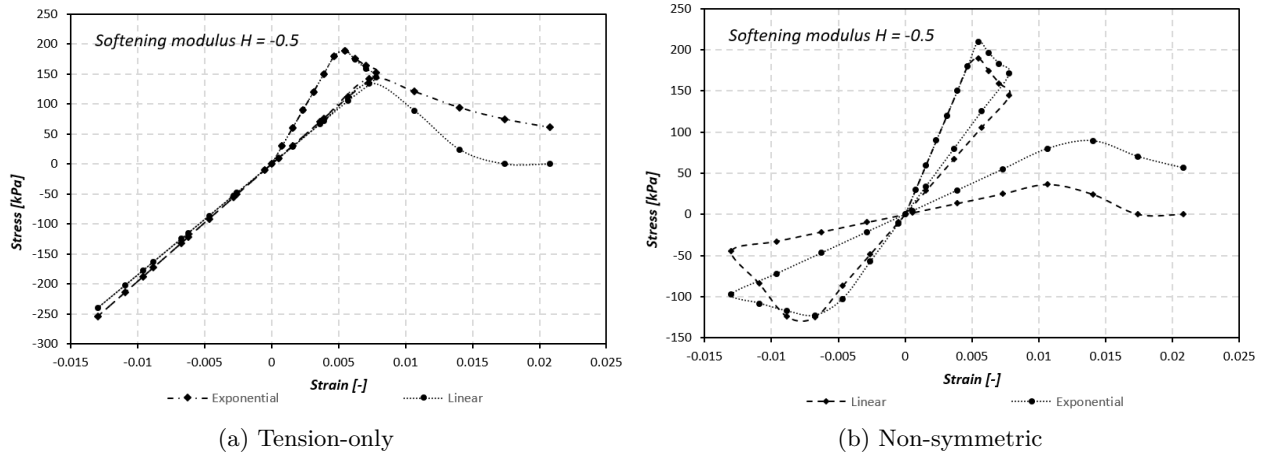 Softening modulus H = -0.5
250
200
150
100
50
0
-50
-100
-150
-200
-250
-300
-0.015 -0.01 -0.005 0 0.005 0.01 0.015 0.02 0.025
Stress [kPa]
Strain [-]
Exponential Linear
(a) Tension-only
Softening modulus H = -0.5
250
200
150
100
50
0
-50
-100
-150
-0.015 -0.01 -0.005 0 0.005 0.01 0.015 0.02 0.025
Stress [kPa]
Strain [-]
Linear Exponential
(b) Non-symmetric